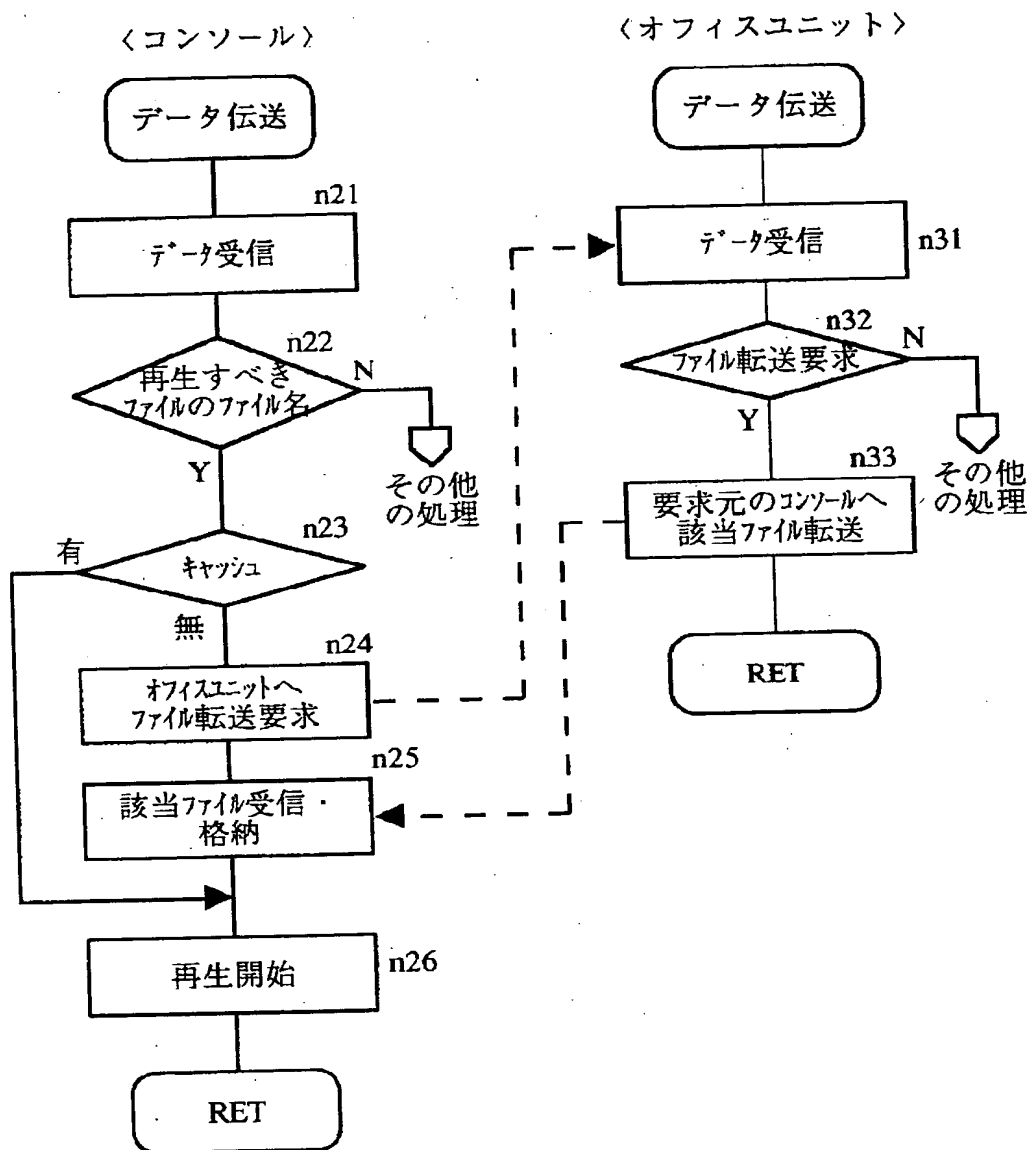 〈コンソール〉
データ伝送
n21
データ受信
n22
再生すべき
ファイルのファイル名
N
Y
その他
の処理
n23
有
キャッシュ
無
n24
オフィスユニットへ
ファイル転送要求
n25
該当ファイル受信・
格納
再生開始
n26
RET
〈オフィスユニット〉
データ伝送
データ受信
n31
n32
ファイル転送要求
N
Y
その他
の処理
n33
要求元のコンソールへ
該当ファイル転送
RET